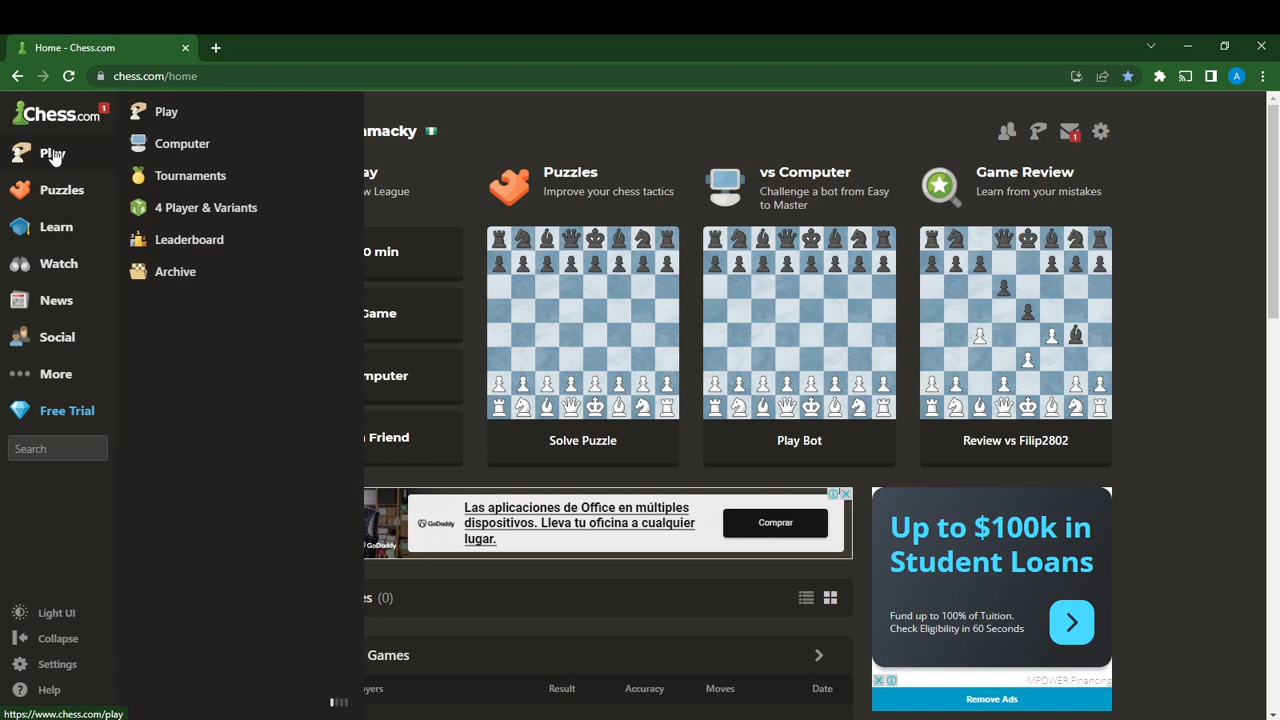 Home - Chess.com
chess.com/home
A
Chess.com 1
Play
Puzzles
Learn
Watch
News
Social
More
Free Trial
Search
Light UI
Collapse
Settings
Help
https://www.chess.com/play
Play
Computer
Tournaments
4 Player & Variants
Leaderboard
Archive
macky
1
ay
w League
0 min
Game
mputer
Friend
Puzzles
Improve your chess tactics
Solve Puzzle
vs Computer
Challenge a bot from Easy
to Master
Play Bot
Game Review
Learn from your mistakes
Review vs Filip2802
GoDaddy
GoDaddy
Las aplicaciones de Office en múltiples
dispositivos. Lleva tu oficina a cualquier
lugar.
Comprar
Up to $100k in
Student Loans
Fund up to 100% of Tuition.
Check Eligibility in 60 Seconds
MPOWER Financing
Remove Ads
es (0)
Games
yers Result Accuracy Moves Date